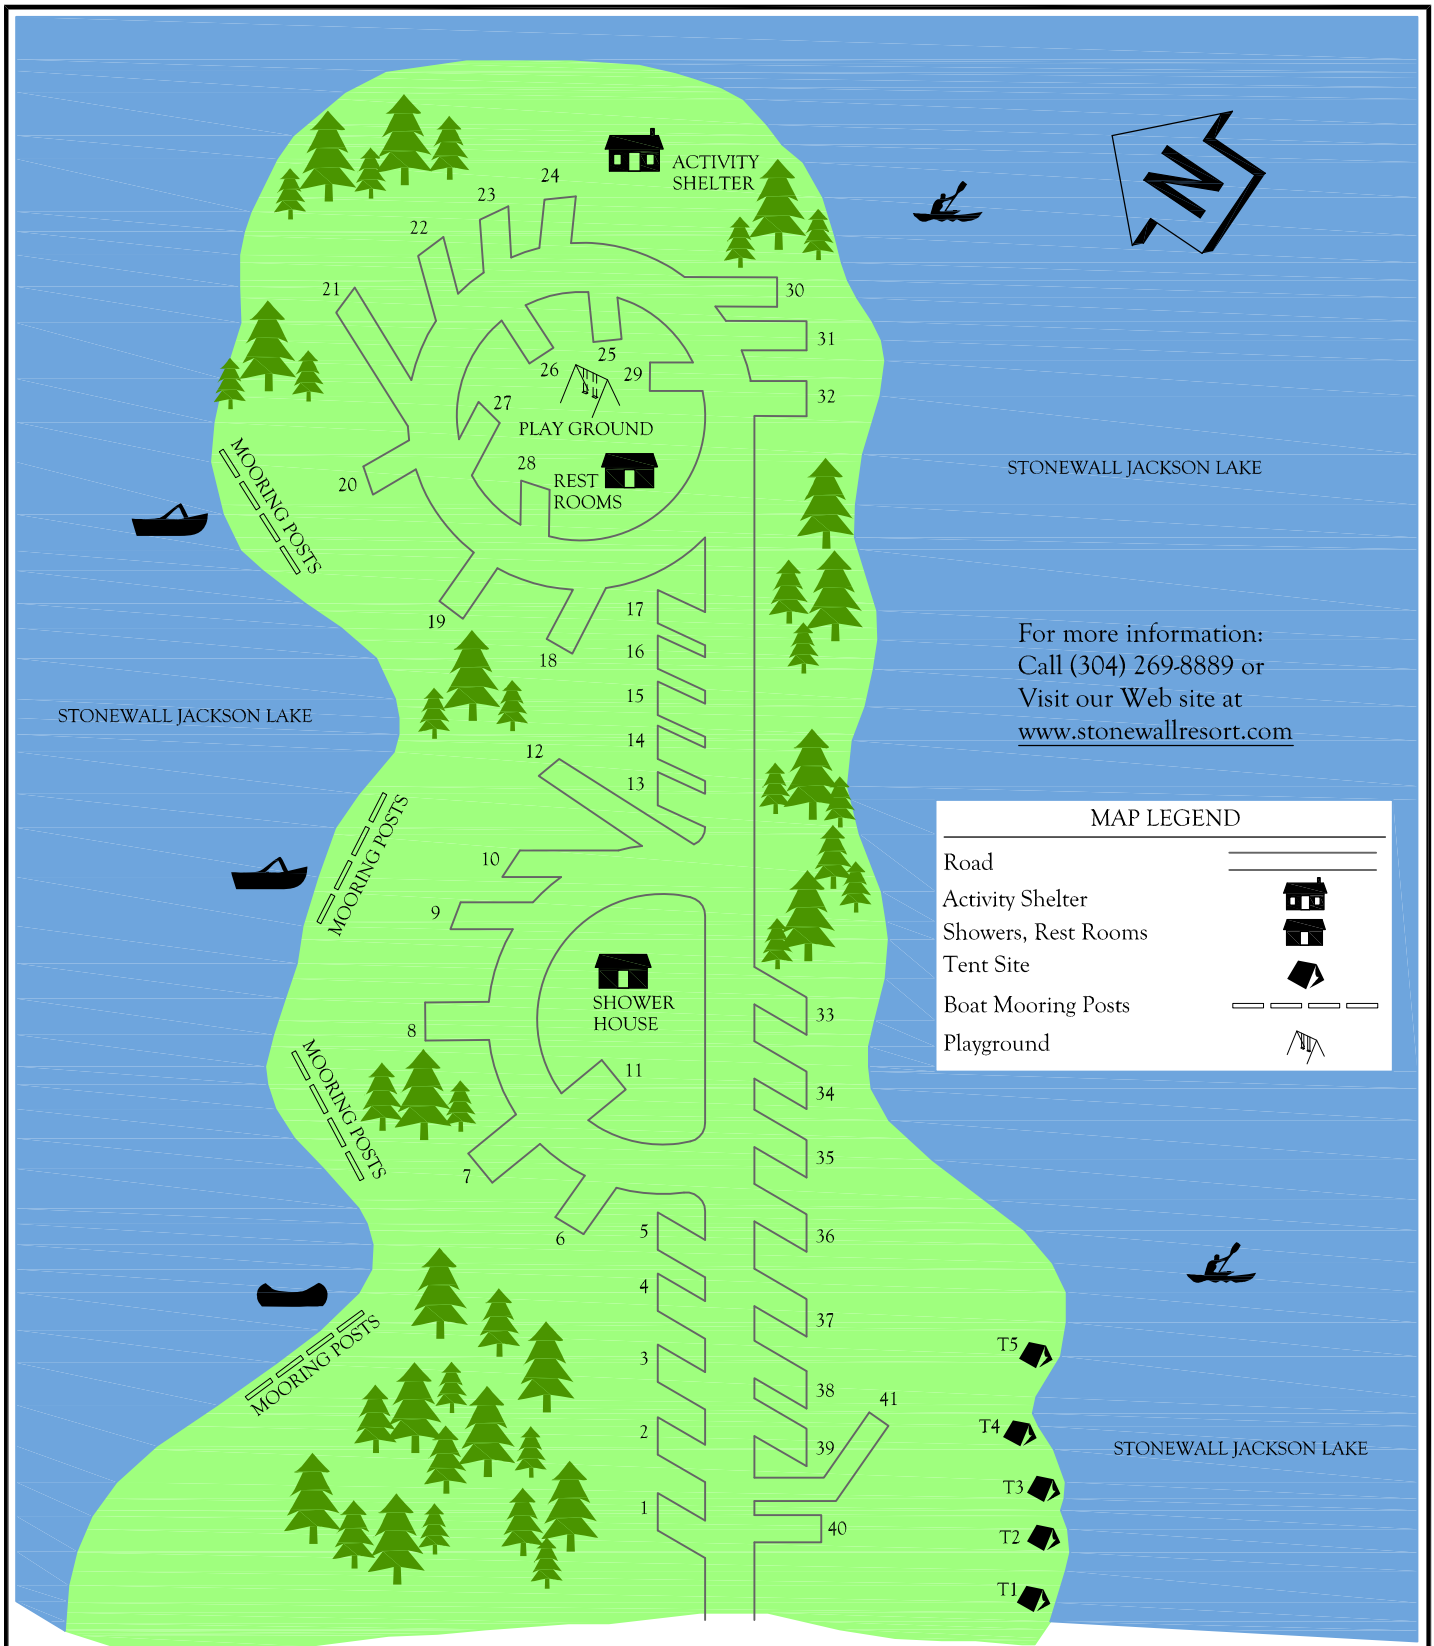 ACTIVITY
SHELTER
N
24
23
22
21
30
31
32
25
26
29
27
PLAY GROUND
28
REST
ROOMS
20
MOORING POSTS
STONEWALL JACKSON LAKE
19
18
17
16
15
14
13
12
For more information:
Call (304) 269-8889 or
Visit our Web site at
www.stonewallresort.com
STONEWALL JACKSON LAKE
MOORING POSTS
10
9
8
SHOWER
HOUSE
11
MOORING POSTS
7
6
MAP LEGEND
Road
Activity Shelter
Showers, Rest Rooms
Tent Site
Boat Mooring Posts
Playground
33
34
35
36
37
38
39
41
40
5
4
3
2
1
MOORING POSTS
T5
T4
T3
T2
T1
STONEWALL JACKSON LAKE